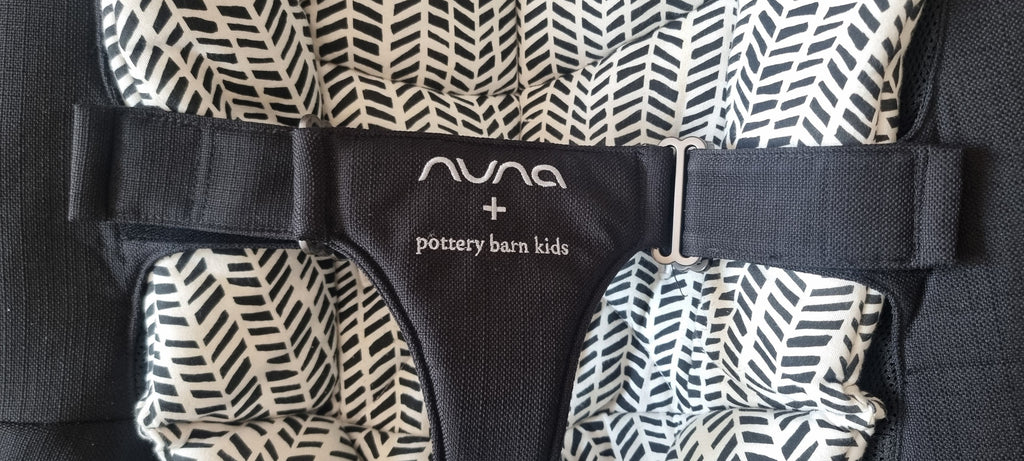 nuna
+
pottery barn kids